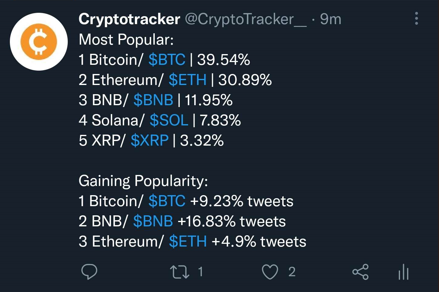 Cryptotracker @CryptoTracker__ · 9m
Most Popular:
1 Bitcoin/ $BTC | 39.54%
2 Ethereum/ $ETH | 30.89%
3 BNB/ $BNB | 11.95%
4 Solana/ $SOL | 7.83%
5 XRP/ $XRP | 3.32%
Gaining Popularity:
1 Bitcoin/ $BTC +9.23% tweets
2 BNB/ $BNB +16.83% tweets
3 Ethereum/ $ETH +4.9% tweets
1 2